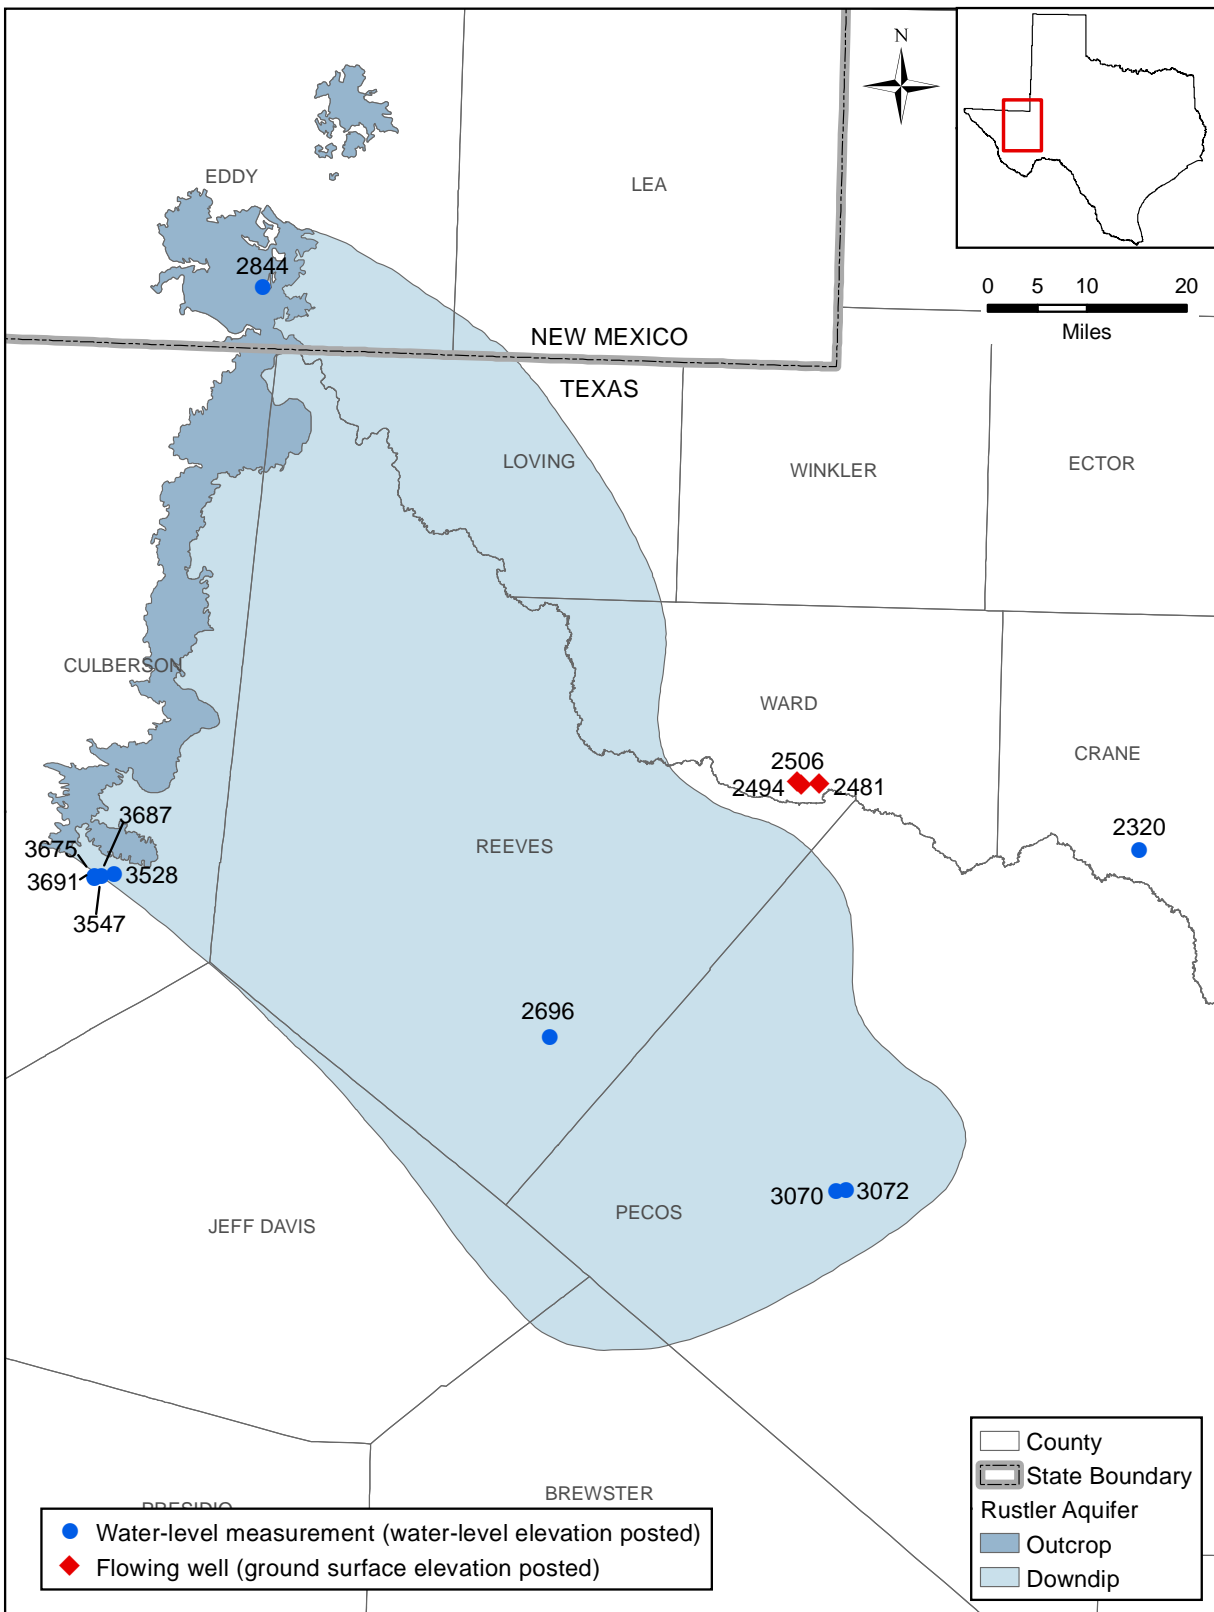 N
EDDY
LEA
2844
0 5 10 20
Miles
NEW MEXICO
TEXAS
LOVING
WINKLER
ECTOR
CULBERSON
WARD
2506
CRANE
2494
2481
3687
2320
3675
REEVES
3691
3528
3547
2696
3070
3072
JEFF DAVIS
PECOS
County
State Boundary
BREWSTER
PRESIDIO
Rustler Aquifer
Water-level measurement (water-level elevation posted)
Outcrop
Flowing well (ground surface elevation posted)
Downdip